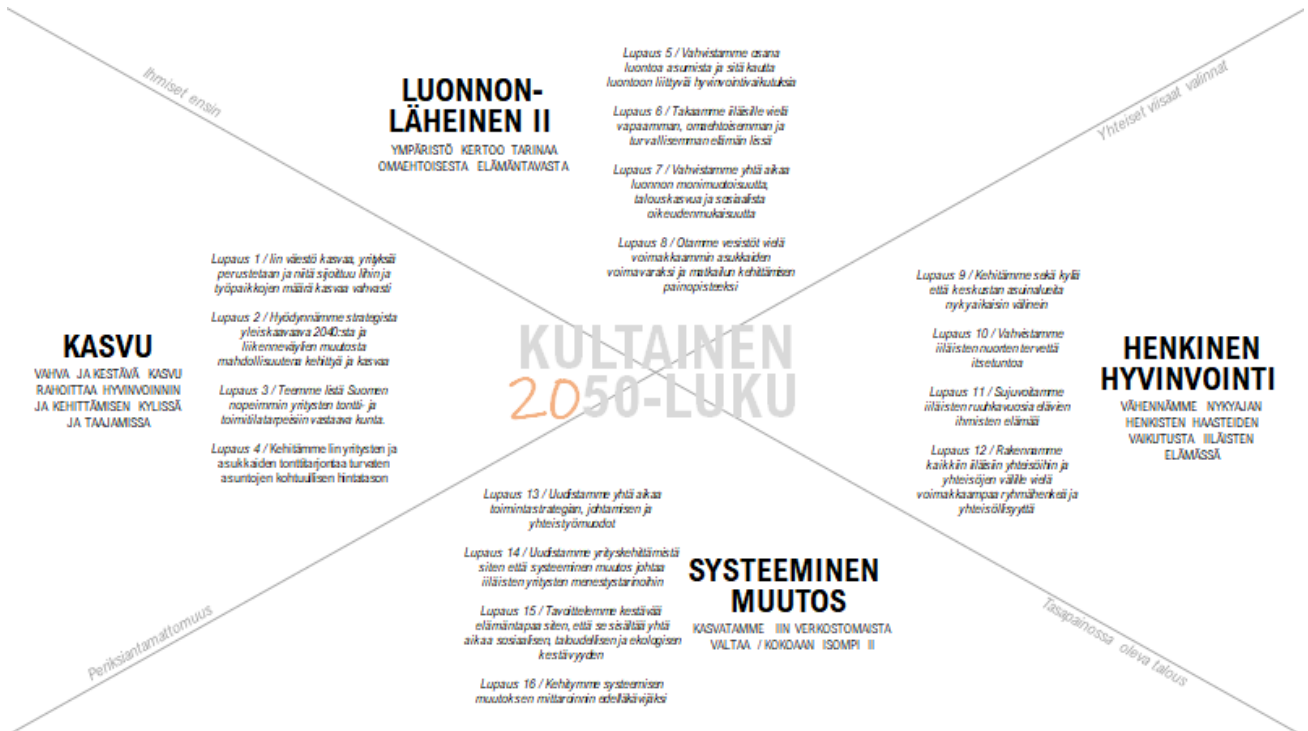 Ihmiset ensin
LUONNON-
LÄHEINEN II
YMPÄRISTÖ KERTOO TARINAA
OMAEHTOISESTA ELÄMÄNTAVASTA
Lupaus 5 / Vahvistamme osana
luontoa asumista ja sitä kautta
luontoon liittyviä hyvinvointivaikutuksia
Lupaus 6 / Takaamme iiläisille vielä
vapaamman, omaehtoisemman ja
turvallisemman elämän Iissä
Lupaus 7 / Vahvistamme yhtä aikaa
luonnon monimuotoisuutta,
talouskasvua ja sosiaalista
oikeudenmukaisuutta
Lupaus 8 / Otamme vesistöt vielä
voimakkaammin asukkaiden
voimavaraksi ja matkailun kehittämisen
painopisteeksi
Yhteiset viisaat valinnat
KASVU
VAHVA JA KESTÄVÄ KASVU
RAHOITTAA HYVINVOINNIN
JA KEHITTÄMISEN KYLISSÄ
JA TAAJAMISSA
Lupaus 1 / Iin väestö kasvaa, yrityksiä
perustetaan ja niitä sijoittuu Iihin ja
työpaikkojen määrä kasvaa vahvasti
Lupaus 2 / Hyödynnämme strategista
yleiskaavaava 2040:sta ja
liikenneväylien muutosta
mahdollisuutena kehittyä ja kasvaa
Lupaus 3 / Teemme Iistä Suomen
nopeimmin yritysten tontti- ja
toimitilatarpeisiin vastaava kunta.
Lupaus 4 / Kehitämme Iin yritysten ja
asukkaiden tonttitarjontaa turvaten
asuntojen kohtuullisen hintatason
KULTAINEN
2050-LUKU
Lupaus 9 / Kehitämme sekä kyliä
että keskustan asuinalueita
nykyaikaisin välinein
Lupaus 10 / Vahvistamme
iiläisten nuorten tervettä
itsetuntoa
Lupaus 11 / Sujuvoitamme
iiläisten ruuhkavuosia elävien
ihmisten elämää
Lupaus 12 / Rakennamme
kaikkiin iiläisiin yhteisöihin ja
yhteisöjen välille vielä
voimakkaampaa ryhmähenkeä ja
yhteisöllisyyttä
HENKINEN
HYVINVOINTI
VÄHENNÄMME NYKYAJAN
HENKISTEN HAASTEIDEN
VAIKUTUSTA IILÄISTEN
ELÄMÄSSÄ
Lupaus 13 / Uudistamme yhtä aikaa
toimintastrategian, johtamisen ja
yhteistyömuodot
Lupaus 14 / Uudistamme yrityskehittämistä
siten että systeeminen muutos johtaa
iiläisten yritysten menestystarinoihin
Lupaus 15 / Tavoittelemme kestävää
elämäntapaa siten, että se sisältää yhtä
aikaa sosiaalisen, taloudellisen ja ekologisen
kestävyyden
Lupaus 16 / Kehitymme systeemisen
muutoksen mittaroinnin edelläkävijäksi
SYSTEEMINEN
MUUTOS
KASVATAMME IIN VERKOSTOMAISTA
VALTAA / KOKOAAN ISOMPI II
Periksiantamattomuus
Tasapainossa oleva talous